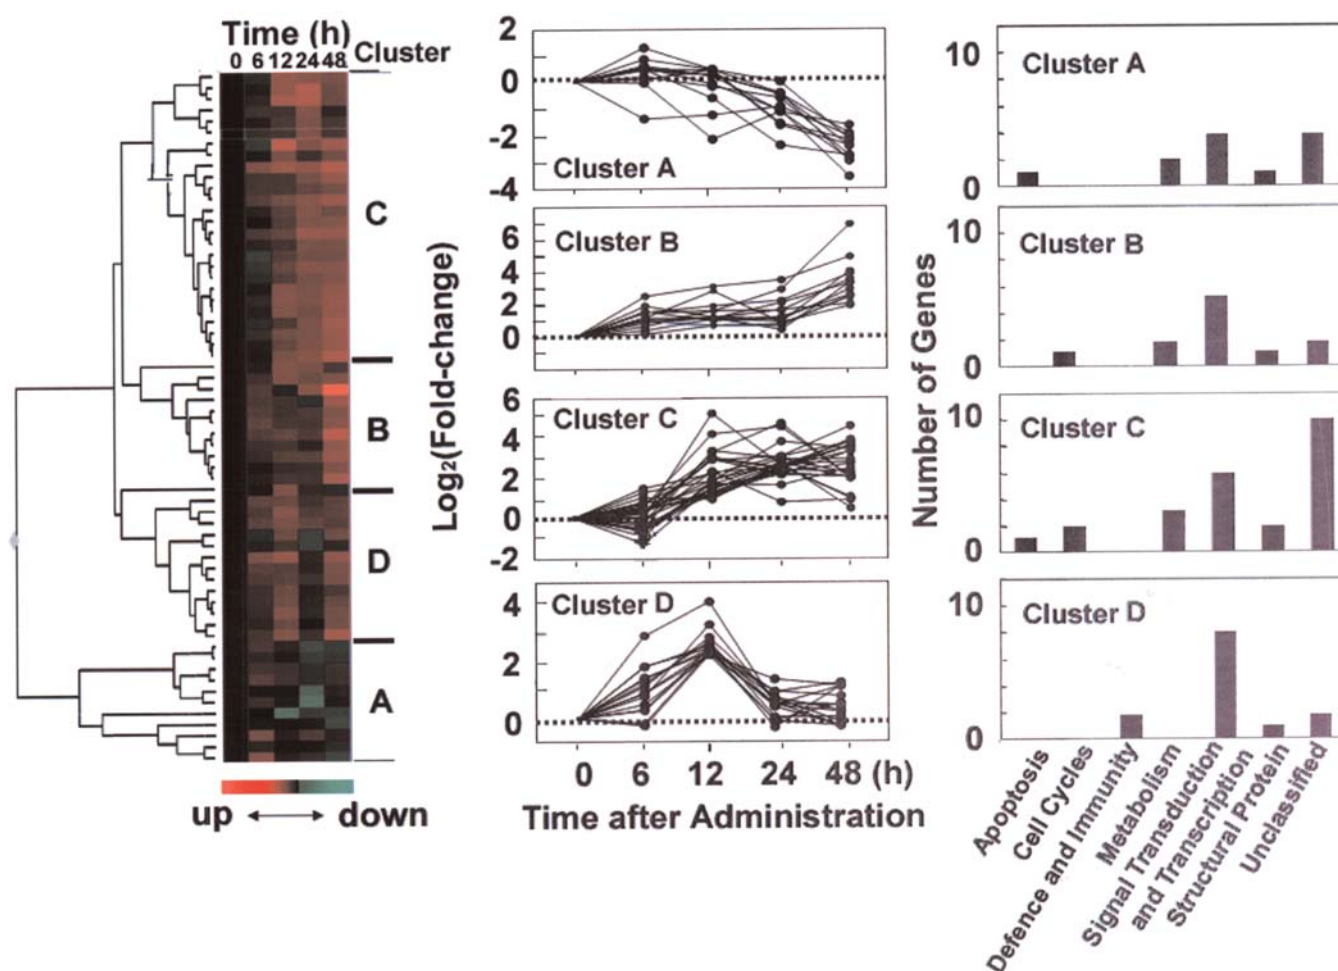 Time (h)
0 6 12 24 48 Cluster
C
B
D
A
up down
Log₂(Fold-change)
2
0
-2
-4
Cluster A
6
4
2
0
Cluster B
6
4
2
0
-2
Cluster C
4
2
0
Cluster D
0 6 12 24 48 (h)
Time after Administration
Number of Genes
10
0
Cluster A
10
0
Cluster B
10
0
Cluster C
10
0
Cluster D
Apoptosis
Cell Cycles
Defence and Immunity
Metabolism
Signal Transduction
and Transcription
Structural Protein
Unclassified